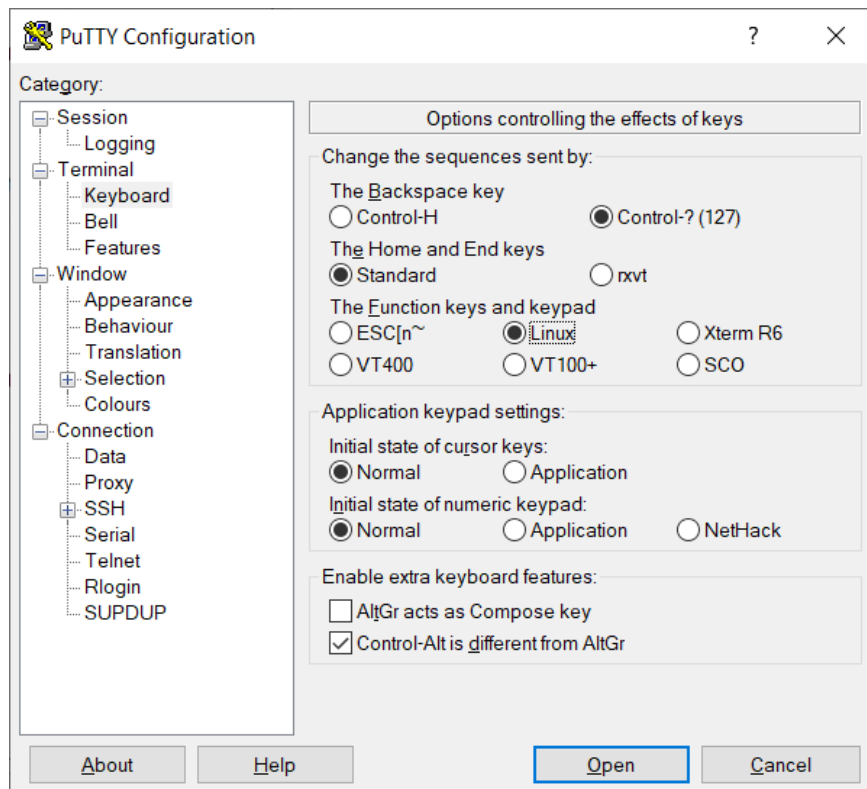 PuTTY Configuration
?
Category:
Session
Logging
Terminal
Keyboard
Bell
Features
Window
Appearance
Behaviour
Translation
Selection
Colours
Connection
Data
Proxy
SSH
Serial
Telnet
Rlogin
SUPDUP
Options controlling the effects of keys
Change the sequences sent by:
The Backspace key
Control-H Control-? (127)
The Home and End keys
Standard rxvt
The Function keys and keypad
ESC[n~ Linux Xterm R6
VT400 VT100+ SCO
Application keypad settings:
Initial state of cursor keys:
Normal Application
Initial state of numeric keypad:
Normal Application NetHack
Enable extra keyboard features:
AltGr acts as Compose key
Control-Alt is different from AltGr
About Help Open Cancel